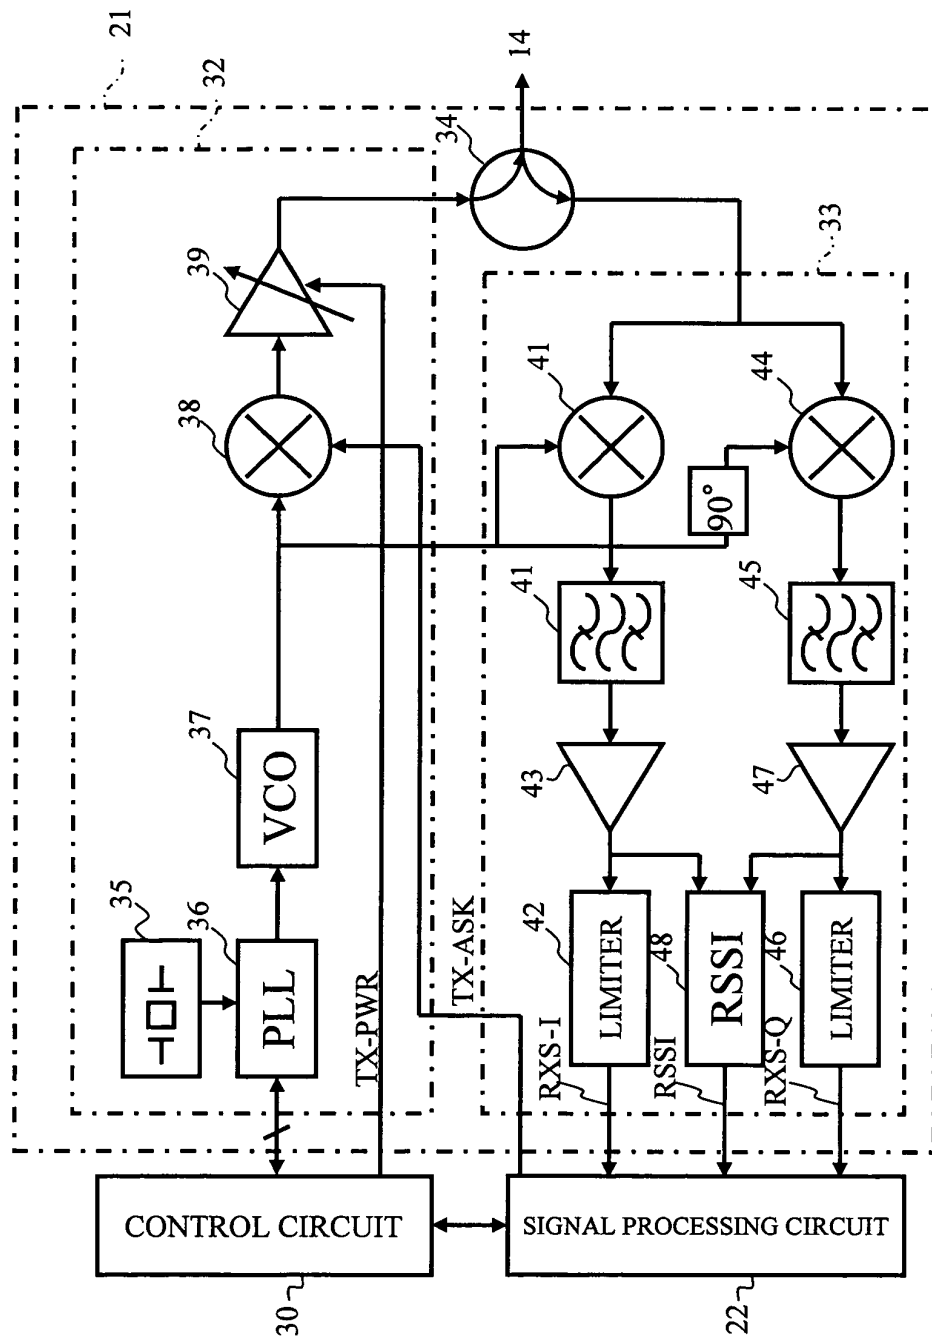 21
32
14
34
39
33
38
41
44
90°
41
45
37
VCO
43
47
35
36
PLL
TX-PWR
TX-ASK
42
LIMITER
48
RSSI
46
LIMITER
RXS-I
RSSI
RXS-Q
CONTROL CIRCUIT
SIGNAL PROCESSING CIRCUIT
30
22